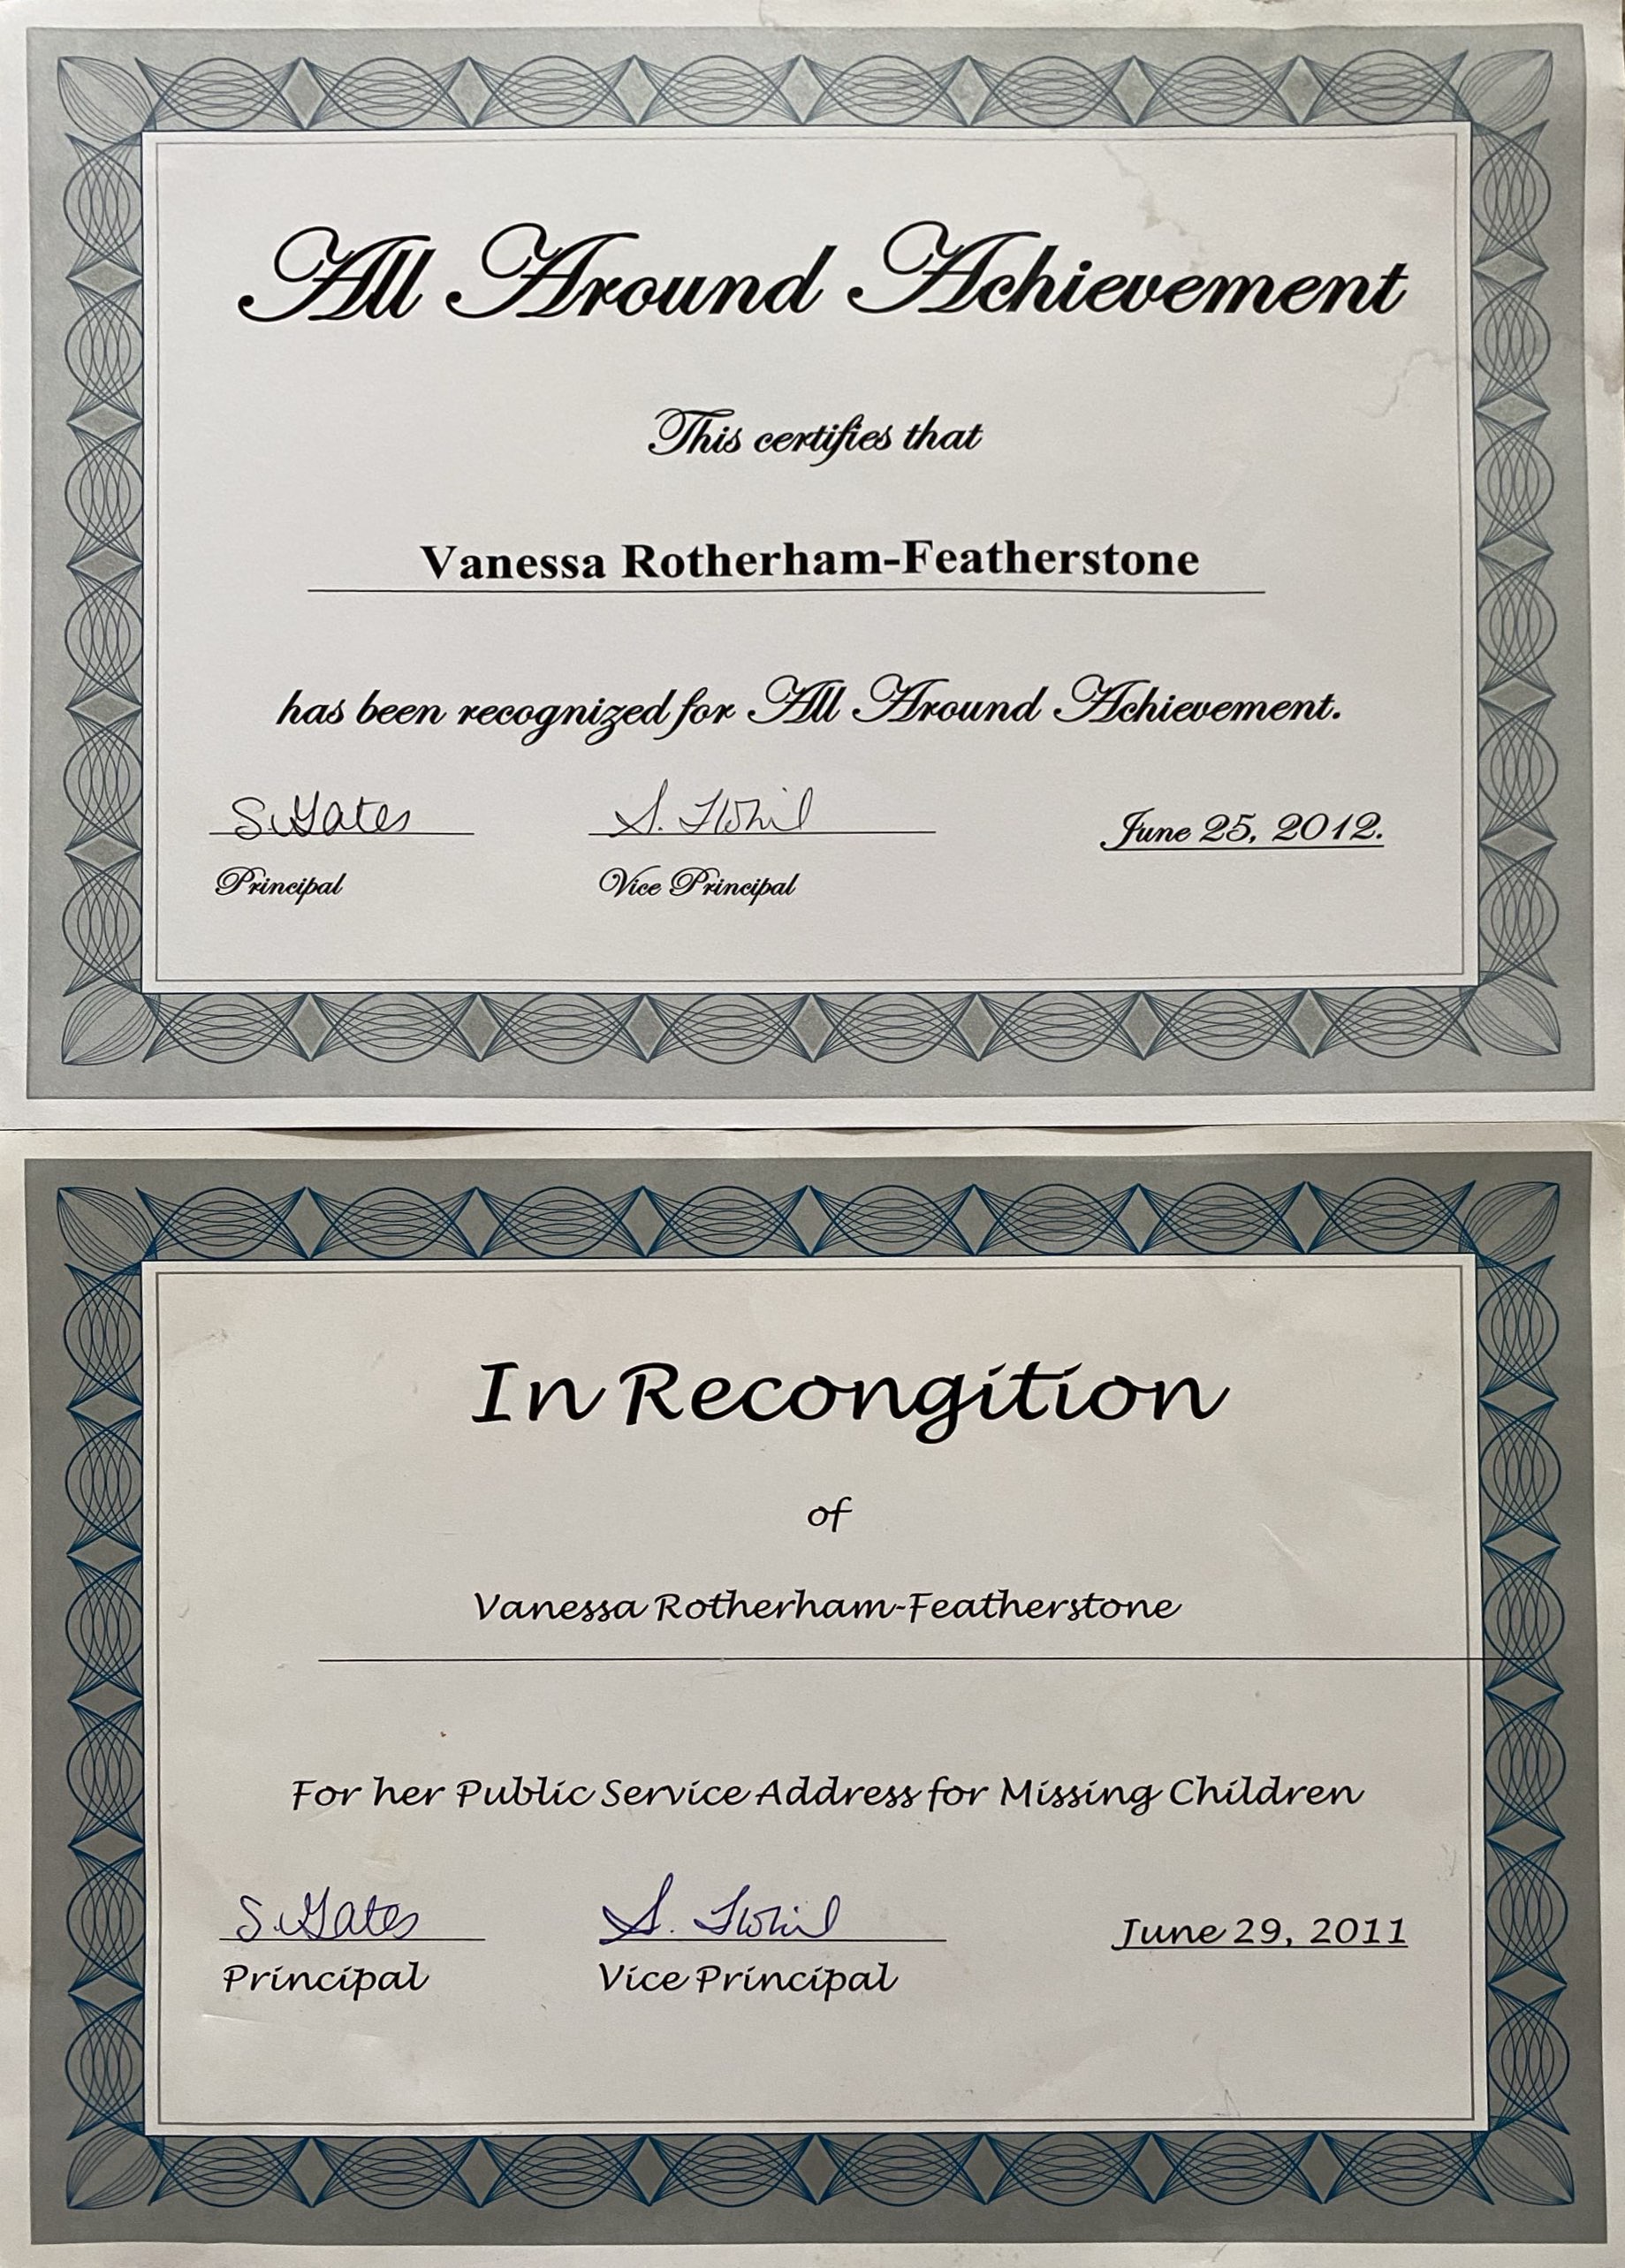 All Around Achievement
This certifies that
Vanessa Rotherham-Featherstone
has been recognized for All Around Achievement.
S. Yates
June 25, 2012.
Principal Vice Principal
In Recongition
of
Vanessa Rotherham-Featherstone
For her Public Service Address for Missing Children
S. Yates
June 29, 2011
Principal Vice Principal